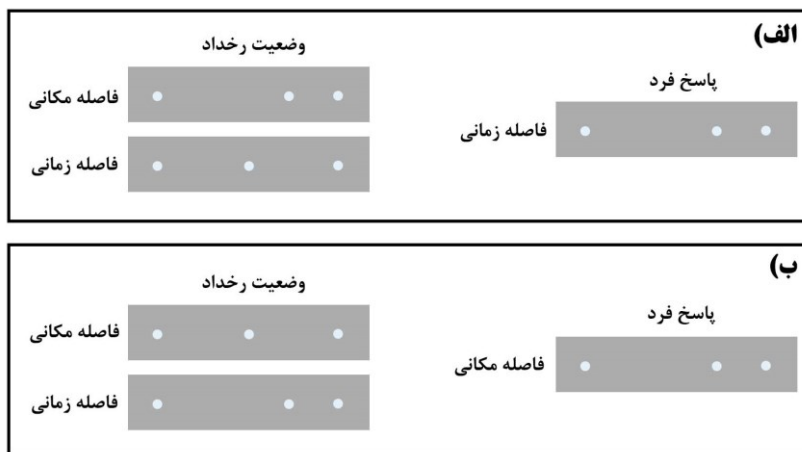 الف)
وضعیت رخداد
پاسخ فرد
فاصله مکانی
فاصله زمانی
فاصله زمانی
ب)
وضعیت رخداد
پاسخ فرد
فاصله مکانی
فاصله مکانی
فاصله زمانی